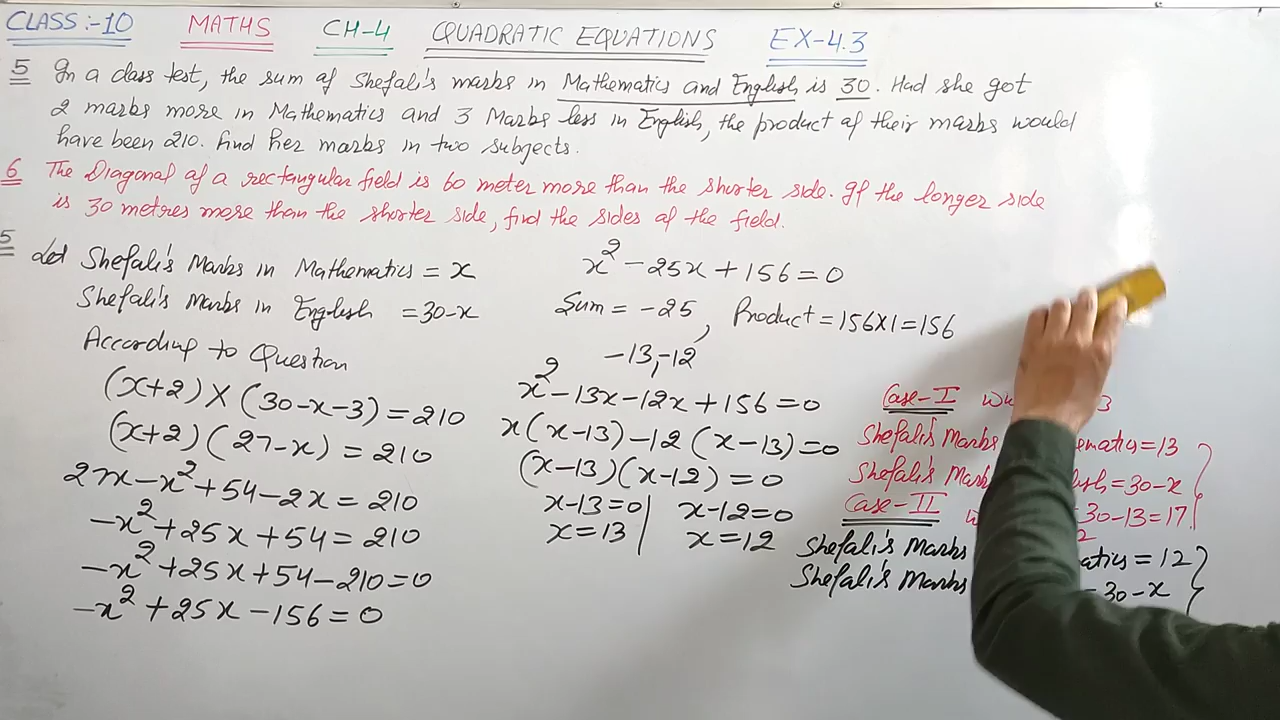 CLASS:-10 MATHS CH-4 QUADRATIC EQUATIONS EX-4.3
5 In a class test, the sum of Shefali's marks in Mathematics and English is 30. Had she got
2 marks more in Mathematics and 3 Marks less in English, the product of their marks would
have been 210. find her marks in two subjects.
6 The Diagonal of a rectangular field is 60 meter more than the shorter side. If the longer side
is 30 metres more than the shorter side, find the sides of the field.
5 Let Shefali's Marks in Mathematics = x
Shefali's Marks in English = 30-x
According to Question
(x+2) × (30-x-3) = 210
(x+2) (27-x) = 210
27x-x²+54-2x = 210
-x²+25x+54 = 210
-x²+25x+54-210=0
-x²+25x-156=0
x²-25x+156=0
Sum = -25, Product = 156×1=156
-13,-12
x²-13x-12x+156=0
x(x-13)-12(x-13)=0
(x-13)(x-12)=0
x-13=0 | x-12=0
x=13 | x=12
Case-I 3
Shefali's Marks ematics=13
Shefali's Marks ish=30-x
=30-13=17
Case-II 2
Shefali's Marks atics=12
Shefali's Marks =30-x